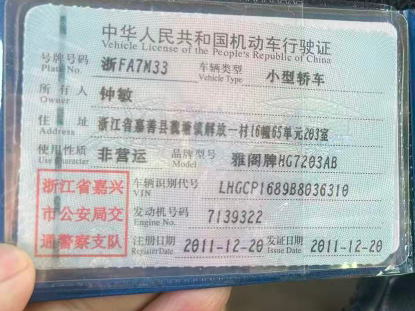 中华人民共和国机动车行驶证
Vehicle License of the People's Republic of China
号牌号码 浙FA7M33 车辆类型 小型轿车
Plate No. Vehicle Type
所有人 钟敏
Owner
住址 浙江省嘉善县魏塘镇解放一村16幢65单元203室
Address
使用性质 非营运 品牌型号 雅阁牌HG7203AB
Use Character Model
浙江省嘉兴 车辆识别代号 LHGCP1689B8036310
VIN
市公安局交 发动机号码 7139322
Engine No.
通警察支队 注册日期 2011-12-20 发证日期 2011-12-20
Register Date Issue Date